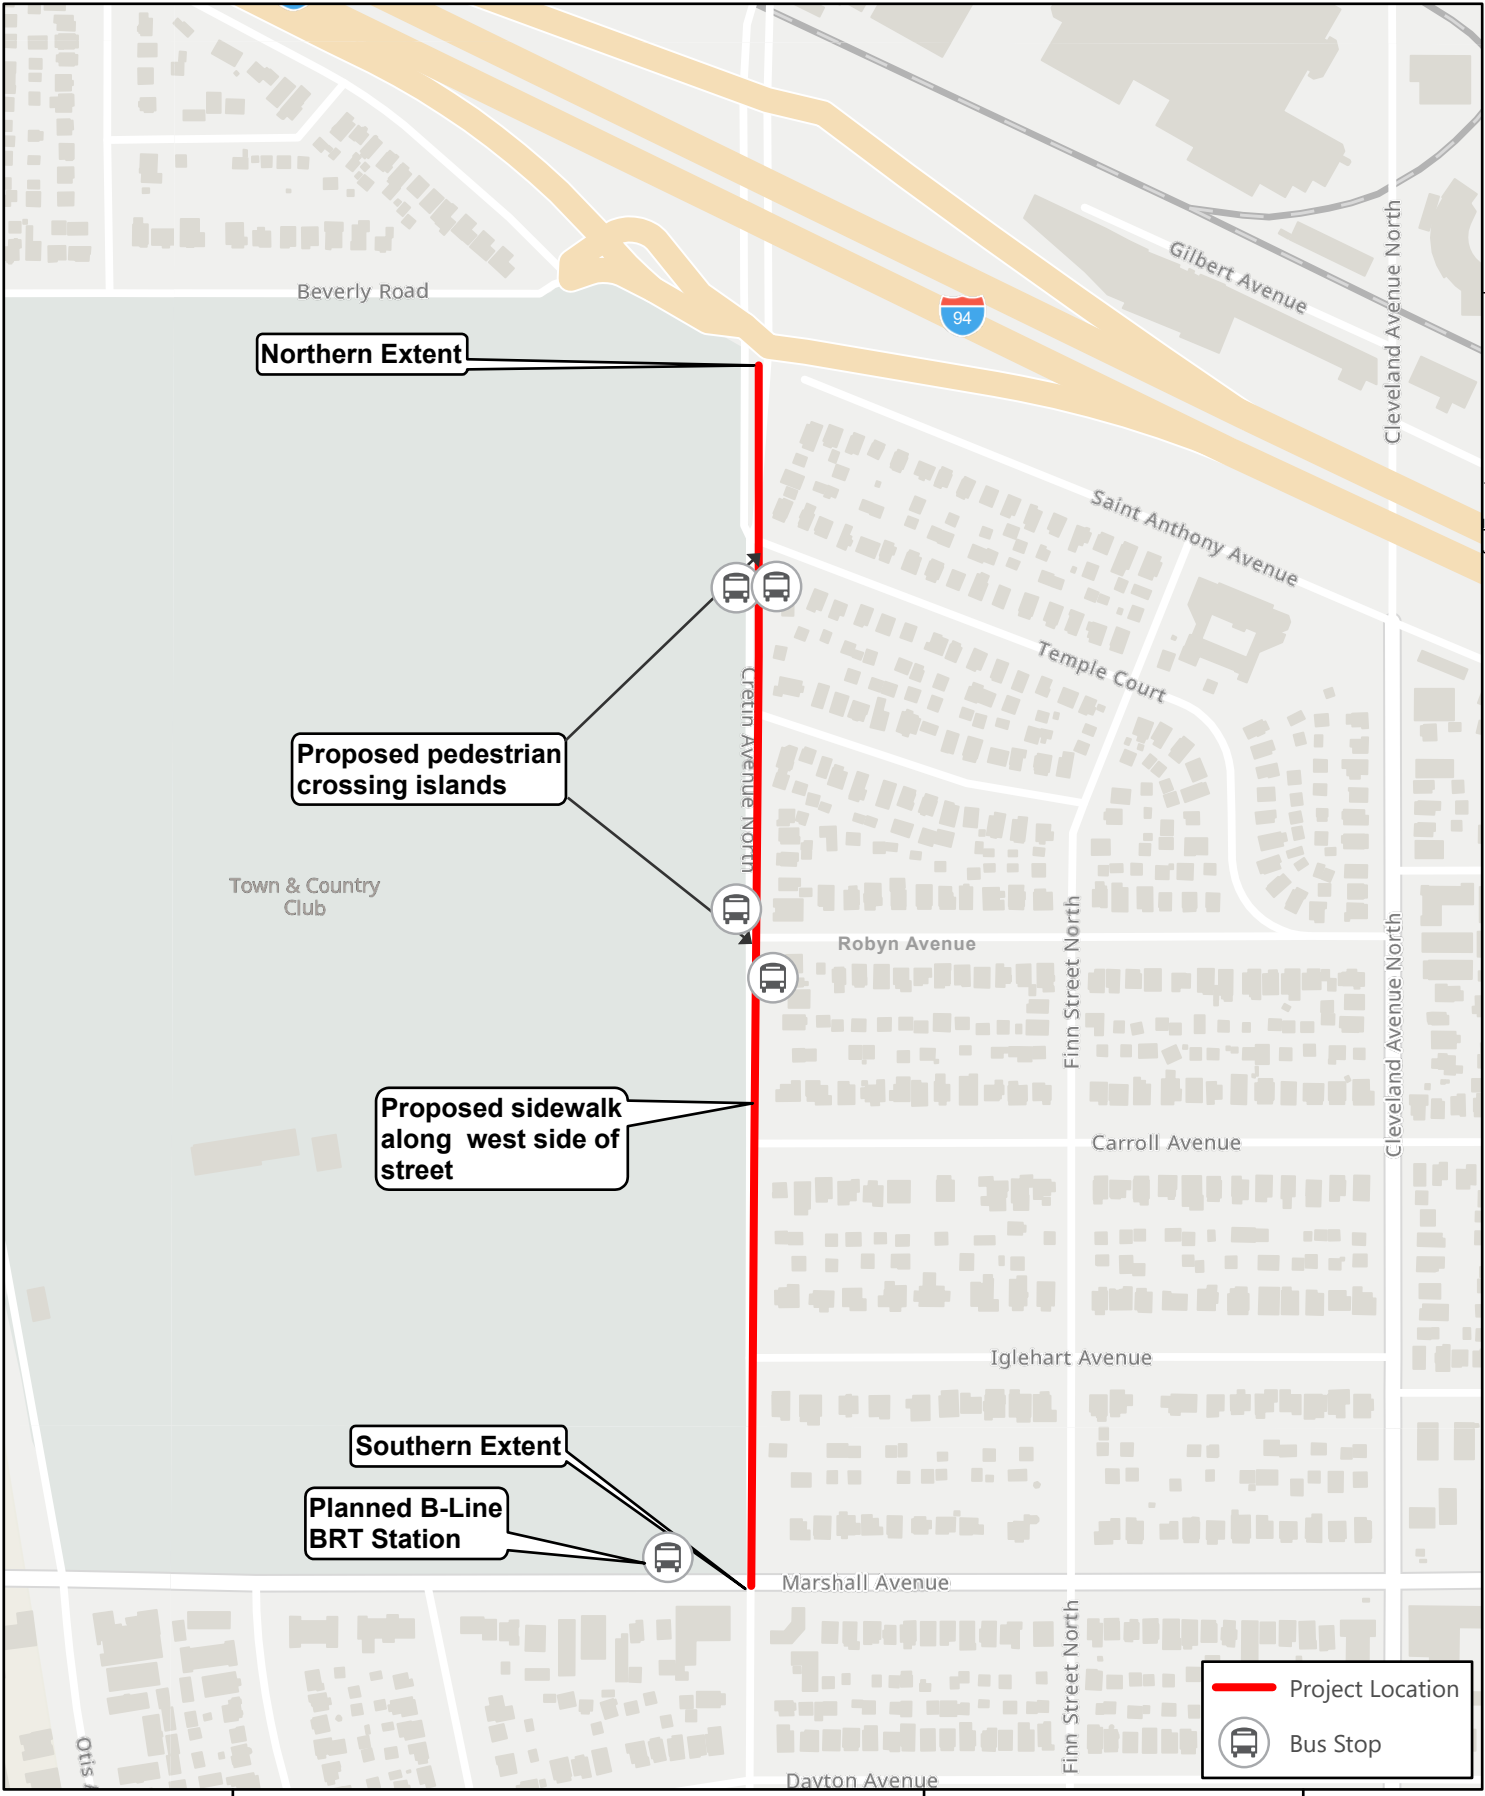 Gilbert Avenue
Cleveland Avenue North
Beverly Road
94
Northern Extent
Saint Anthony Avenue
Temple Court
Cretin Avenue North
Proposed pedestrian
crossing islands
Town & Country
Club
Robyn Avenue
Finn Street North
Cleveland Avenue North
Proposed sidewalk
along  west side of
street
Carroll Avenue
Iglehart Avenue
Southern Extent
Planned B-Line
BRT Station
Marshall Avenue
Finn Street North
Otis
Dayton Avenue
Project Location
Bus Stop